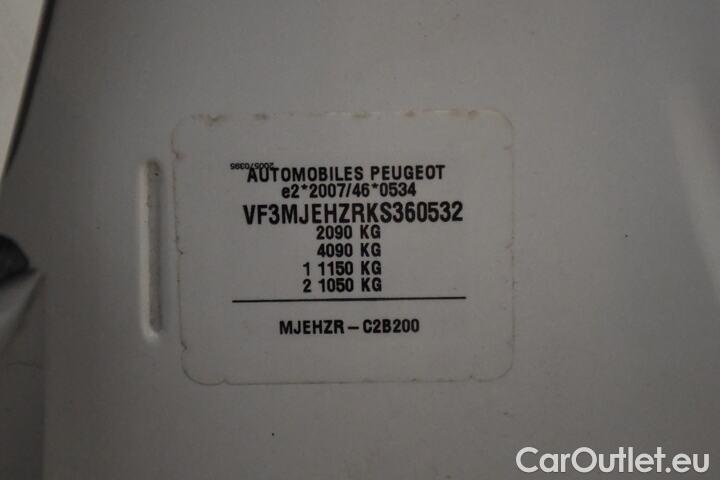 200570395
AUTOMOBILES PEUGEOT
e2*2007/46*0534
VF3MJEHZRKS360532
2090 KG
4090 KG
1 1150 KG
2 1050 KG
MJEHZR – C2B200
CarOutlet.eu